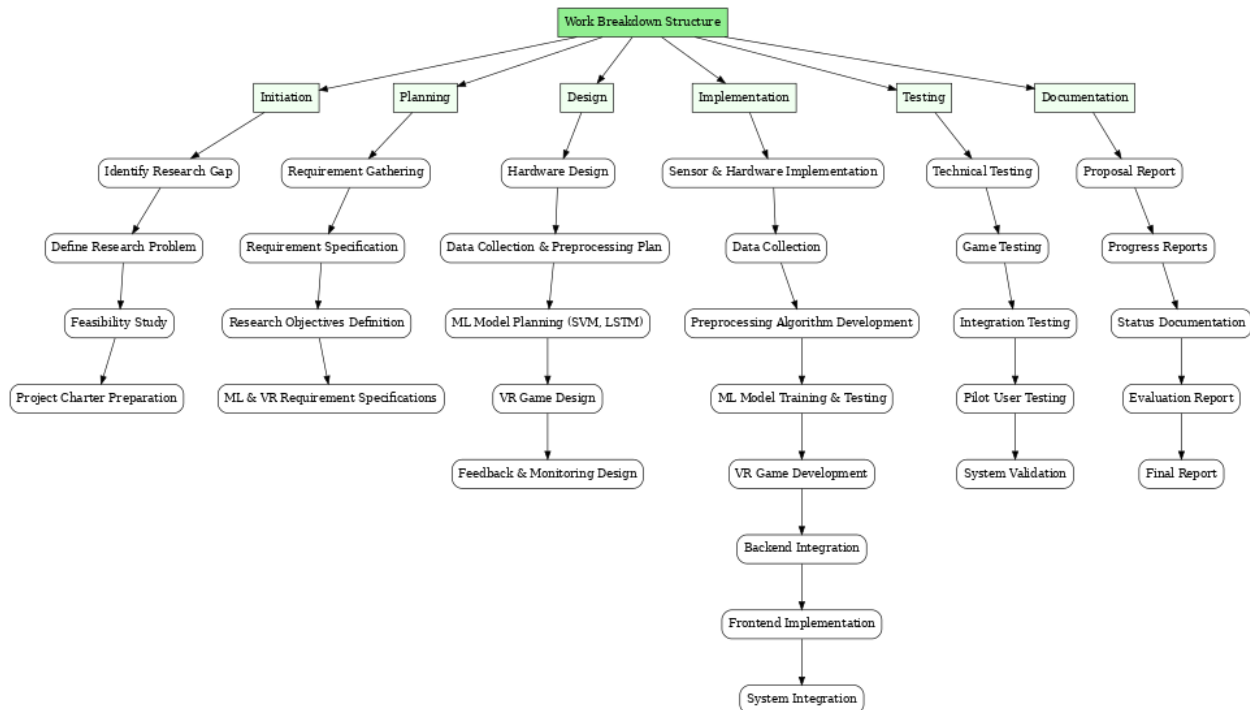 Work Breakdown Structure
Initiation
Planning
Design
Implementation
Testing
Documentation
Identify Research Gap
Requirement Gathering
Hardware Design
Sensor & Hardware Implementation
Technical Testing
Proposal Report
Define Research Problem
Requirement Specification
Data Collection & Preprocessing Plan
Data Collection
Game Testing
Progress Reports
Feasibility Study
Research Objectives Definition
ML Model Planning (SVM, LSTM)
Preprocessing Algorithm Development
Integration Testing
Status Documentation
Project Charter Preparation
ML & VR Requirement Specifications
VR Game Design
ML Model Training & Testing
Pilot User Testing
Evaluation Report
Feedback & Monitoring Design
VR Game Development
System Validation
Final Report
Backend Integration
Frontend Implementation
System Integration